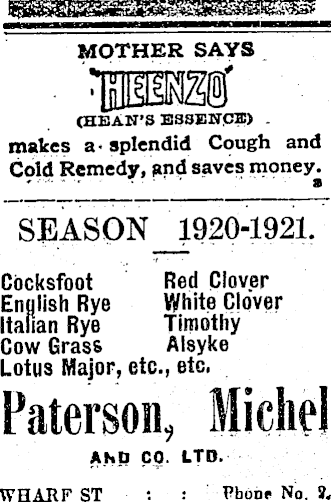 MOTHER SAYS
"HEENZO"
(HEAN'S ESSENCE)
makes a splendid Cough and
Cold Remedy, and saves money.
SEASON 1920-1921.
Cocksfoot Red Clover
English Rye White Clover
Italian Rye Timothy
Cow Grass Alsyke
Lotus Major, etc., etc.
Paterson, Michel
AND CO. LTD.
WHARF ST : : Phone No. 2.